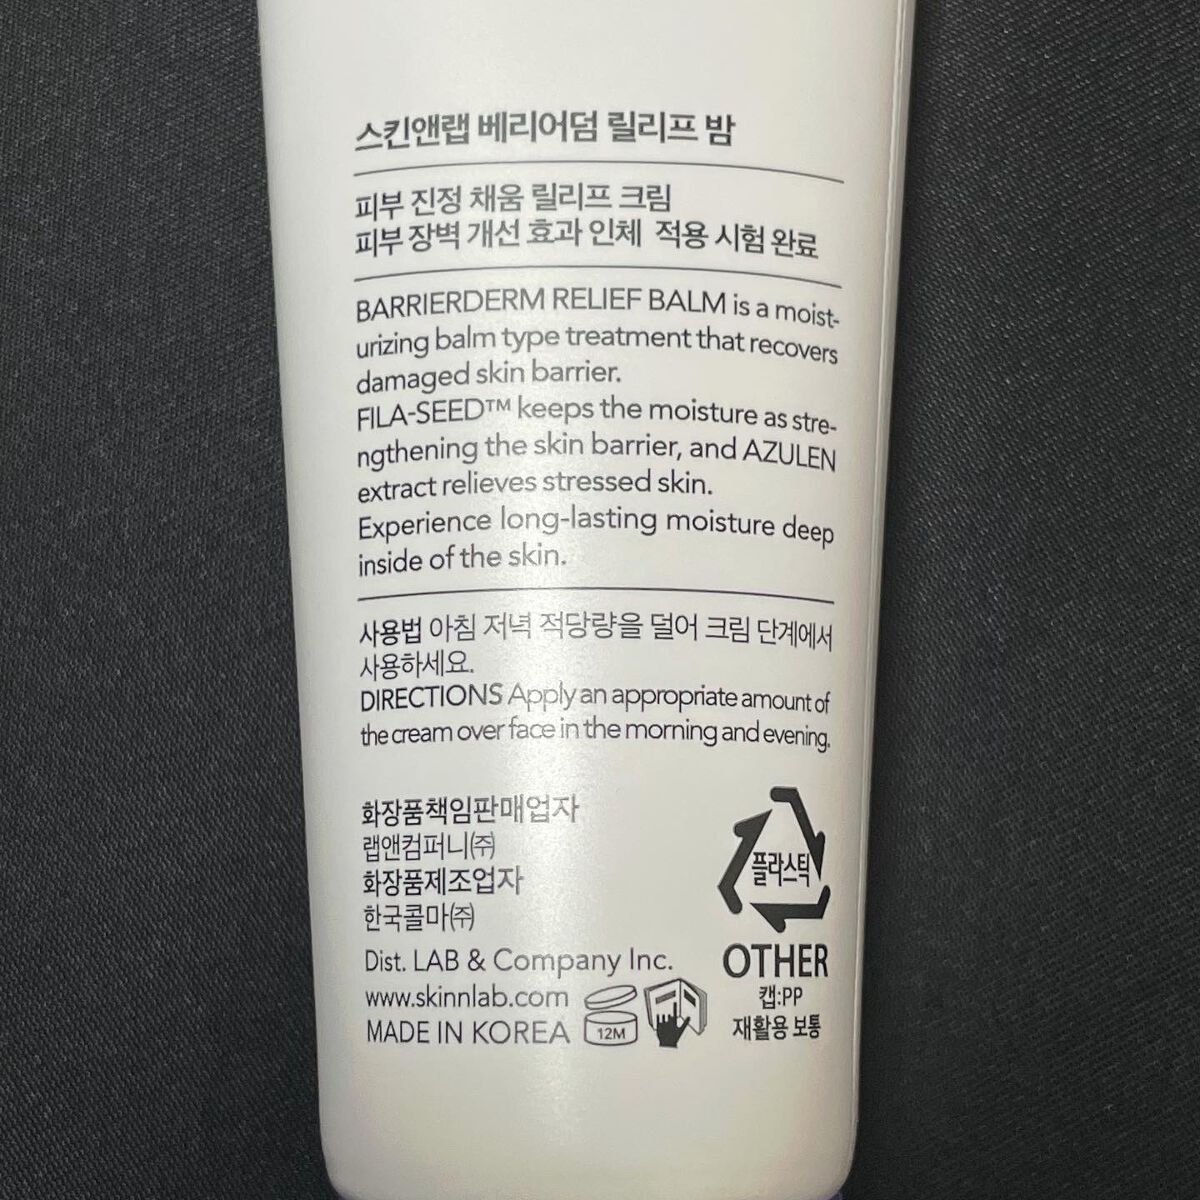 스킨앤랩 베리어덤 릴리프 밤
피부 진정 채움 릴리프 크림
피부 장벽 개선 효과 인체 적용 시험 완료
BARRIERDERM RELIEF BALM is a moist-
urizing balm type treatment that recovers
damaged skin barrier.
FILA-SEED™ keeps the moisture as stre-
ngthening the skin barrier, and AZULEN
extract relieves stressed skin.
Experience long-lasting moisture deep
inside of the skin.
사용법 아침 저녁 적당량을 덜어 크림 단계에서
사용하세요.
DIRECTIONS Apply an appropriate amount of
the cream over face in the morning and evening.
화장품책임판매업자
랩앤컴퍼니㈜
화장품제조업자
한국콜마㈜
Dist. LAB & Company Inc.
www.skinnlab.com
MADE IN KOREA
12M
플라스틱
OTHER
캡:PP
재활용 보통